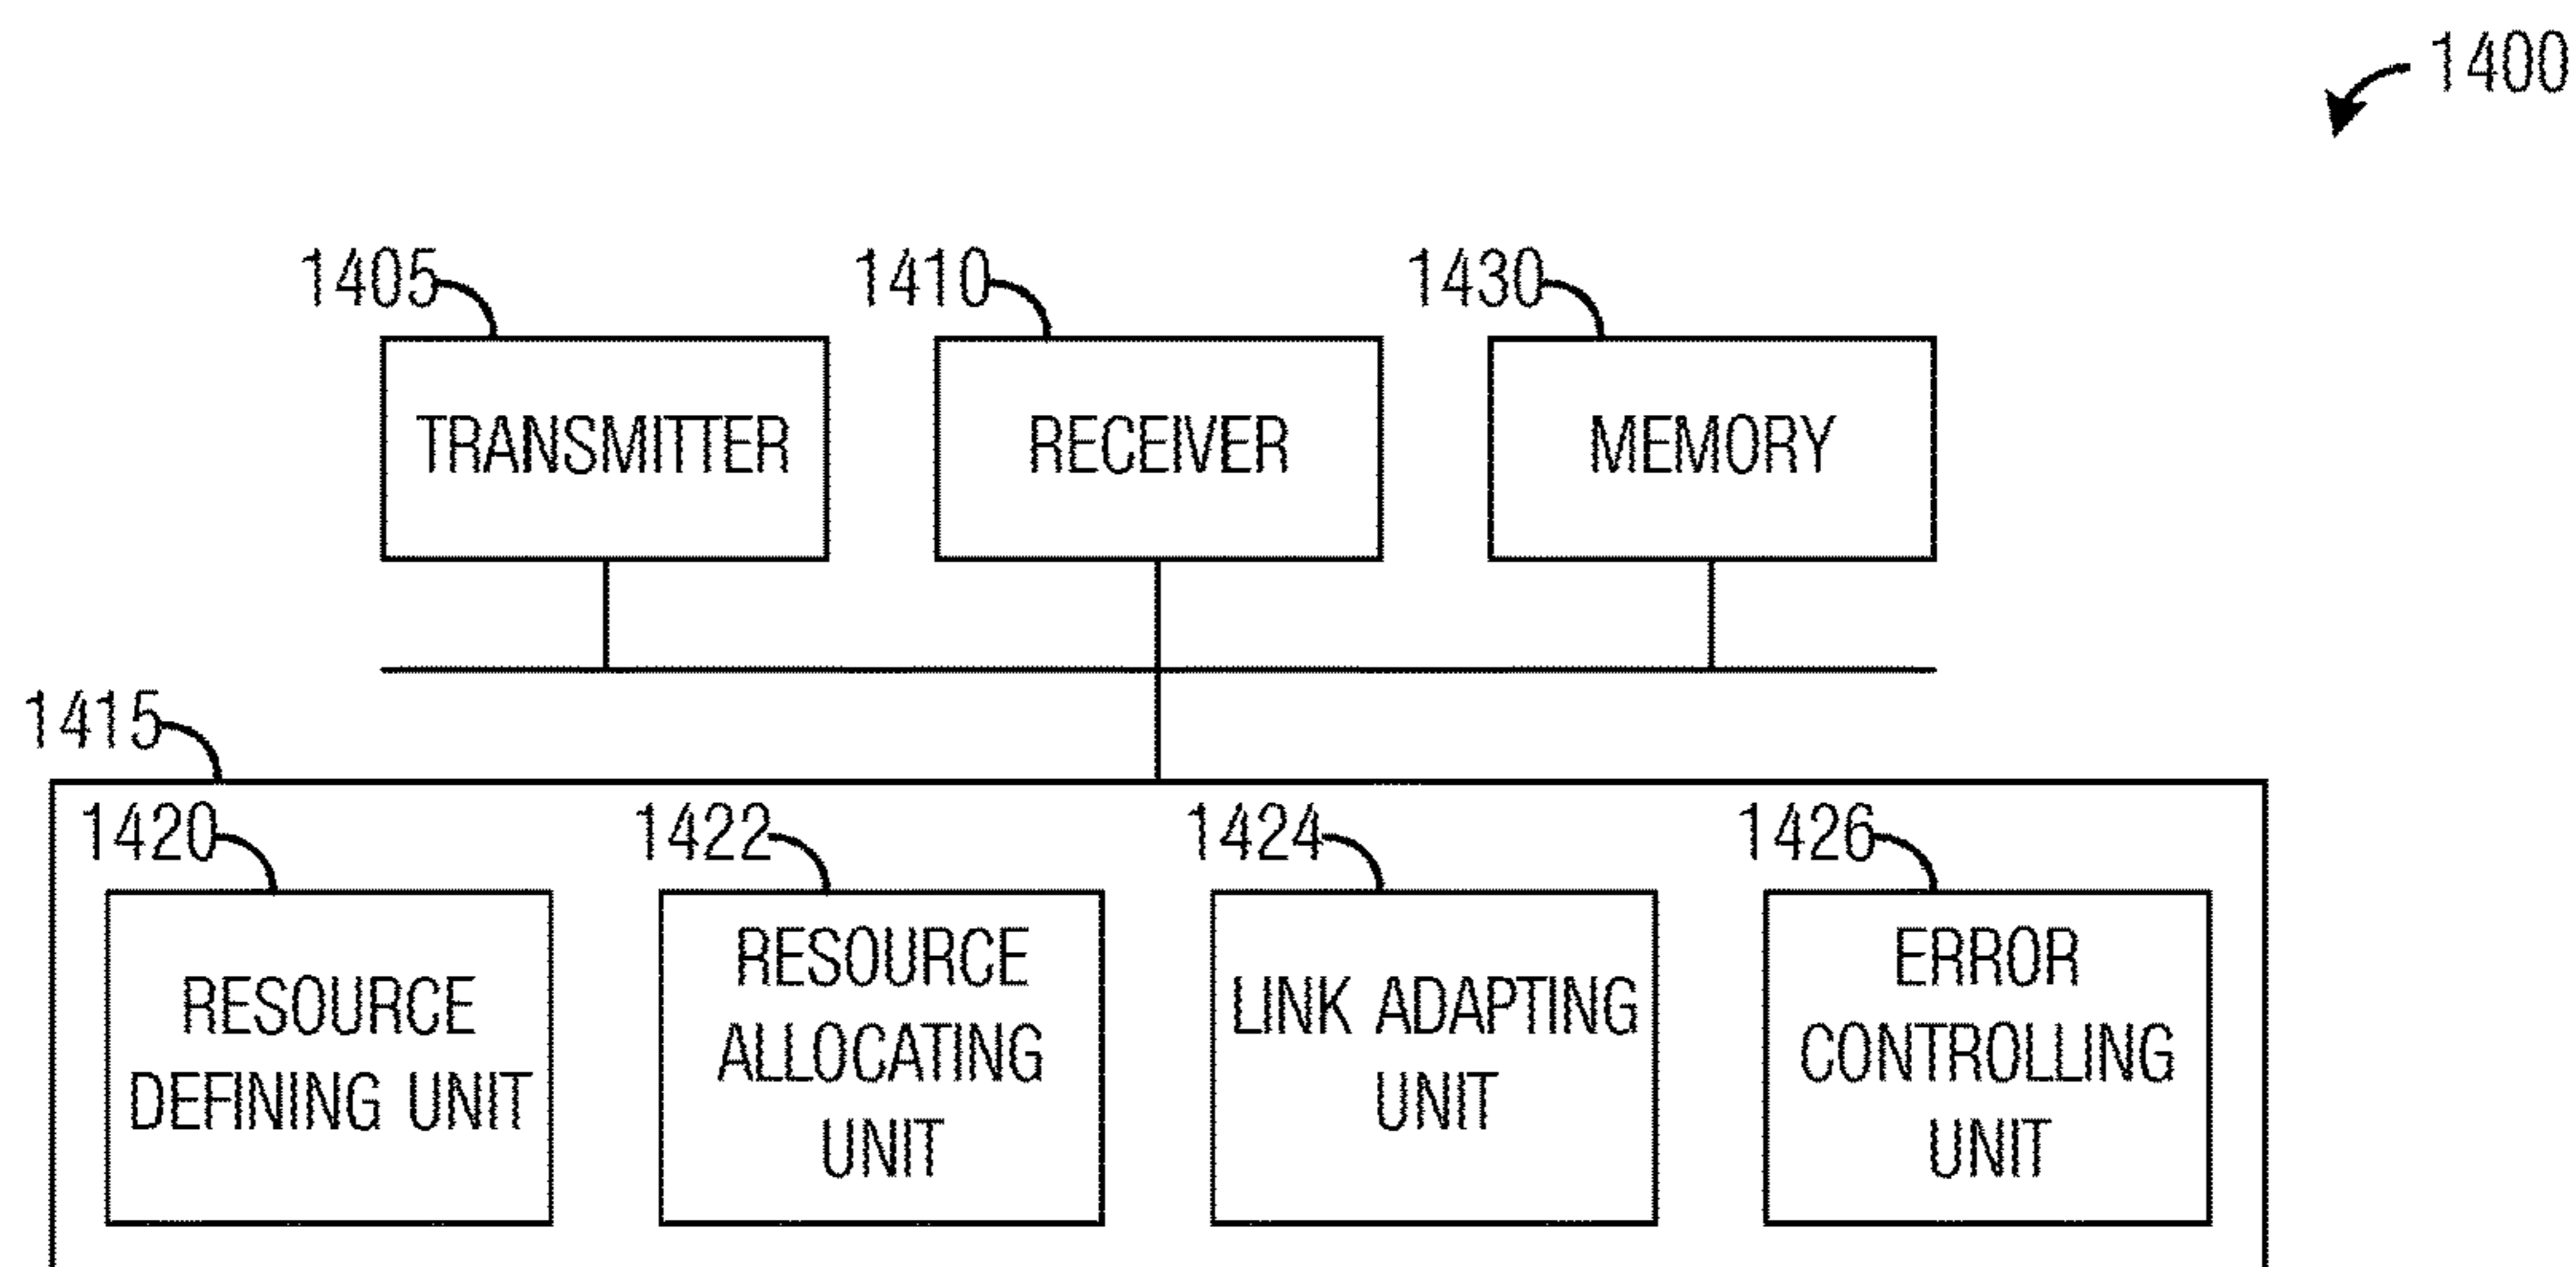 1400
1405
1410
1430
TRANSMITTER
RECEIVER
MEMORY
1415
1420
1422
1424
1426
RESOURCE
DEFINING UNIT
RESOURCE
ALLOCATING
UNIT
LINK ADAPTING
UNIT
ERROR
CONTROLLING
UNIT